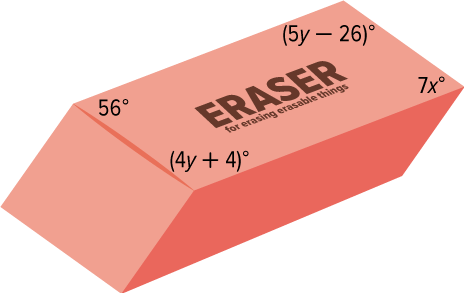 (5y − 26)°
7x°
56°
ERASER
for erasing erasable things
(4y + 4)°